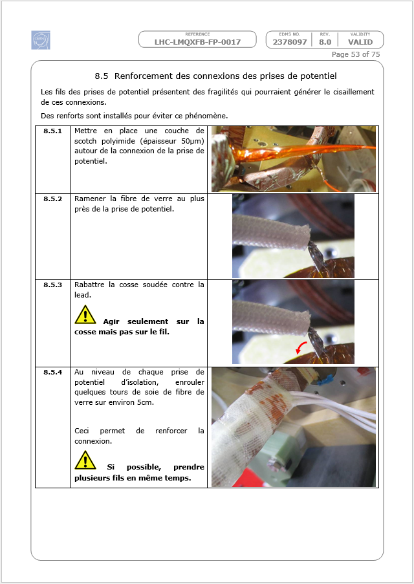 REFERENCE
LHC-LMQXFB-FP-0017
EDMS NO.
REV.
VALIDITY
2378097
8.0
VALID
Page 53 of 75
8.5 Renforcement des connexions des prises de potentiel
Les fils des prises de potentiel présentent des fragilités qui pourraient générer le cisaillement
de ces connexions.
Des renforts sont installés pour éviter ce phénomène.
8.5.1
Mettre en place une couche de
scotch polyimide (épaisseur 50µm)
autour de la connexion de la prise de
potentiel.
8.5.2
Ramener la fibre de verre au plus
près de la prise de potentiel.
8.5.3
Rabattre la cosse soudée contre la
lead.
Agir seulement sur la
cosse mais pas sur le fil.
8.5.4
Au niveau de chaque prise de
potentiel d'isolation, enrouler
quelques tours de soie de fibre de
verre sur environ 5cm.
Ceci permet de renforcer la
connexion.
Si possible, prendre
plusieurs fils en même temps.